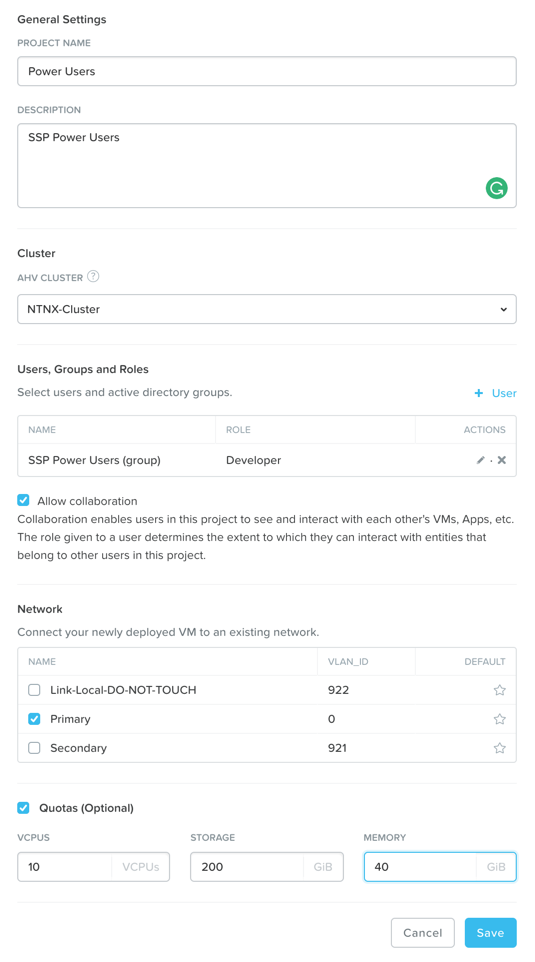 General Settings
PROJECT NAME
Power Users
DESCRIPTION
SSP Power Users
Cluster
AHV CLUSTER ?
NTNX-Cluster
Users, Groups and Roles
Select users and active directory groups.
+ User
NAME ROLE ACTIONS
SSP Power Users (group) Developer
Allow collaboration
Collaboration enables users in this project to see and interact with each other's VMs, Apps, etc.
The role given to a user determines the extent to which they can interact with entities that
belong to other users in this project.
Network
Connect your newly deployed VM to an existing network.
NAME VLAN_ID DEFAULT
Link-Local-DO-NOT-TOUCH 922
Primary 0
Secondary 921
Quotas (Optional)
VCPUS STORAGE MEMORY
10 VCPUs 200 GiB 40 GiB
Cancel Save